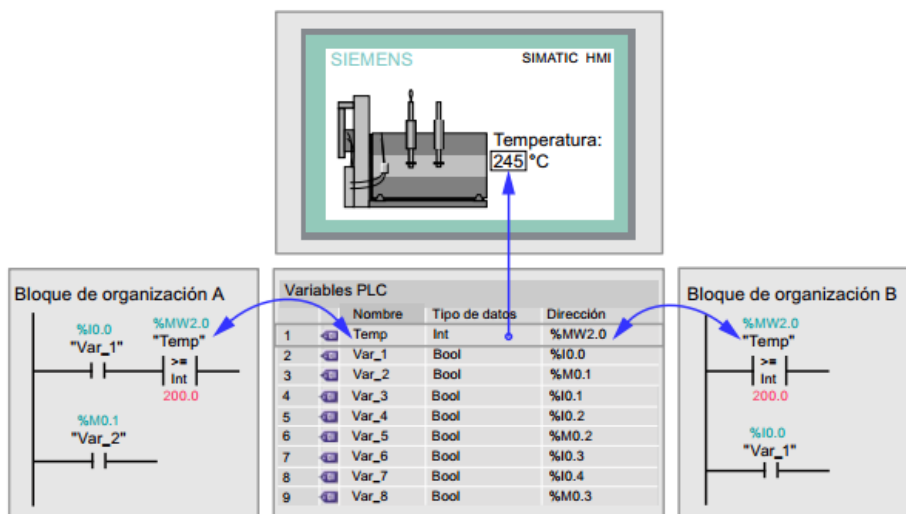 SIEMENS SIMATIC HMI
Temperatura:
245 °C
Bloque de organización A
%I0.0 %MW2.0
"Var_1" "Temp"
>=
Int
200.0
%M0.1
"Var_2"
Variables PLC
Nombre Tipo de datos Dirección
1 Temp Int %MW2.0
2 Var_1 Bool %I0.0
3 Var_2 Bool %M0.1
4 Var_3 Bool %I0.1
5 Var_4 Bool %I0.2
6 Var_5 Bool %M0.2
7 Var_6 Bool %I0.3
8 Var_7 Bool %I0.4
9 Var_8 Bool %M0.3
Bloque de organización B
%MW2.0
"Temp"
>=
Int
200.0
%I0.0
"Var_1"